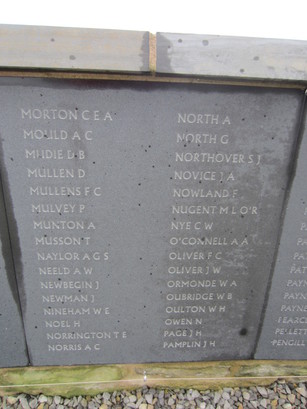 MORTON C E A
MOULD A C
MUDIE D B
MULLEN D
MULLENS F C
MULVEY P
MUNTON A
MUSSON T
NAYLOR A G S
NEELD A W
NEWBEGIN J
NEWMAN J
NINEHAM W E
NOEL H
NORRINGTON T E
NORRIS A C
NORTH A
NORTH G
NORTHOVER S J
NOVICE J A
NOWLAND F
NUGENT M L O'R
NYE C W
O'CONNELL A A
OLIVER F C
OLIVER J W
ORMONDE W A
OUBRIDGE W B
OULTON W H
OWEN N
PAGE J H
PAMPLIN J H